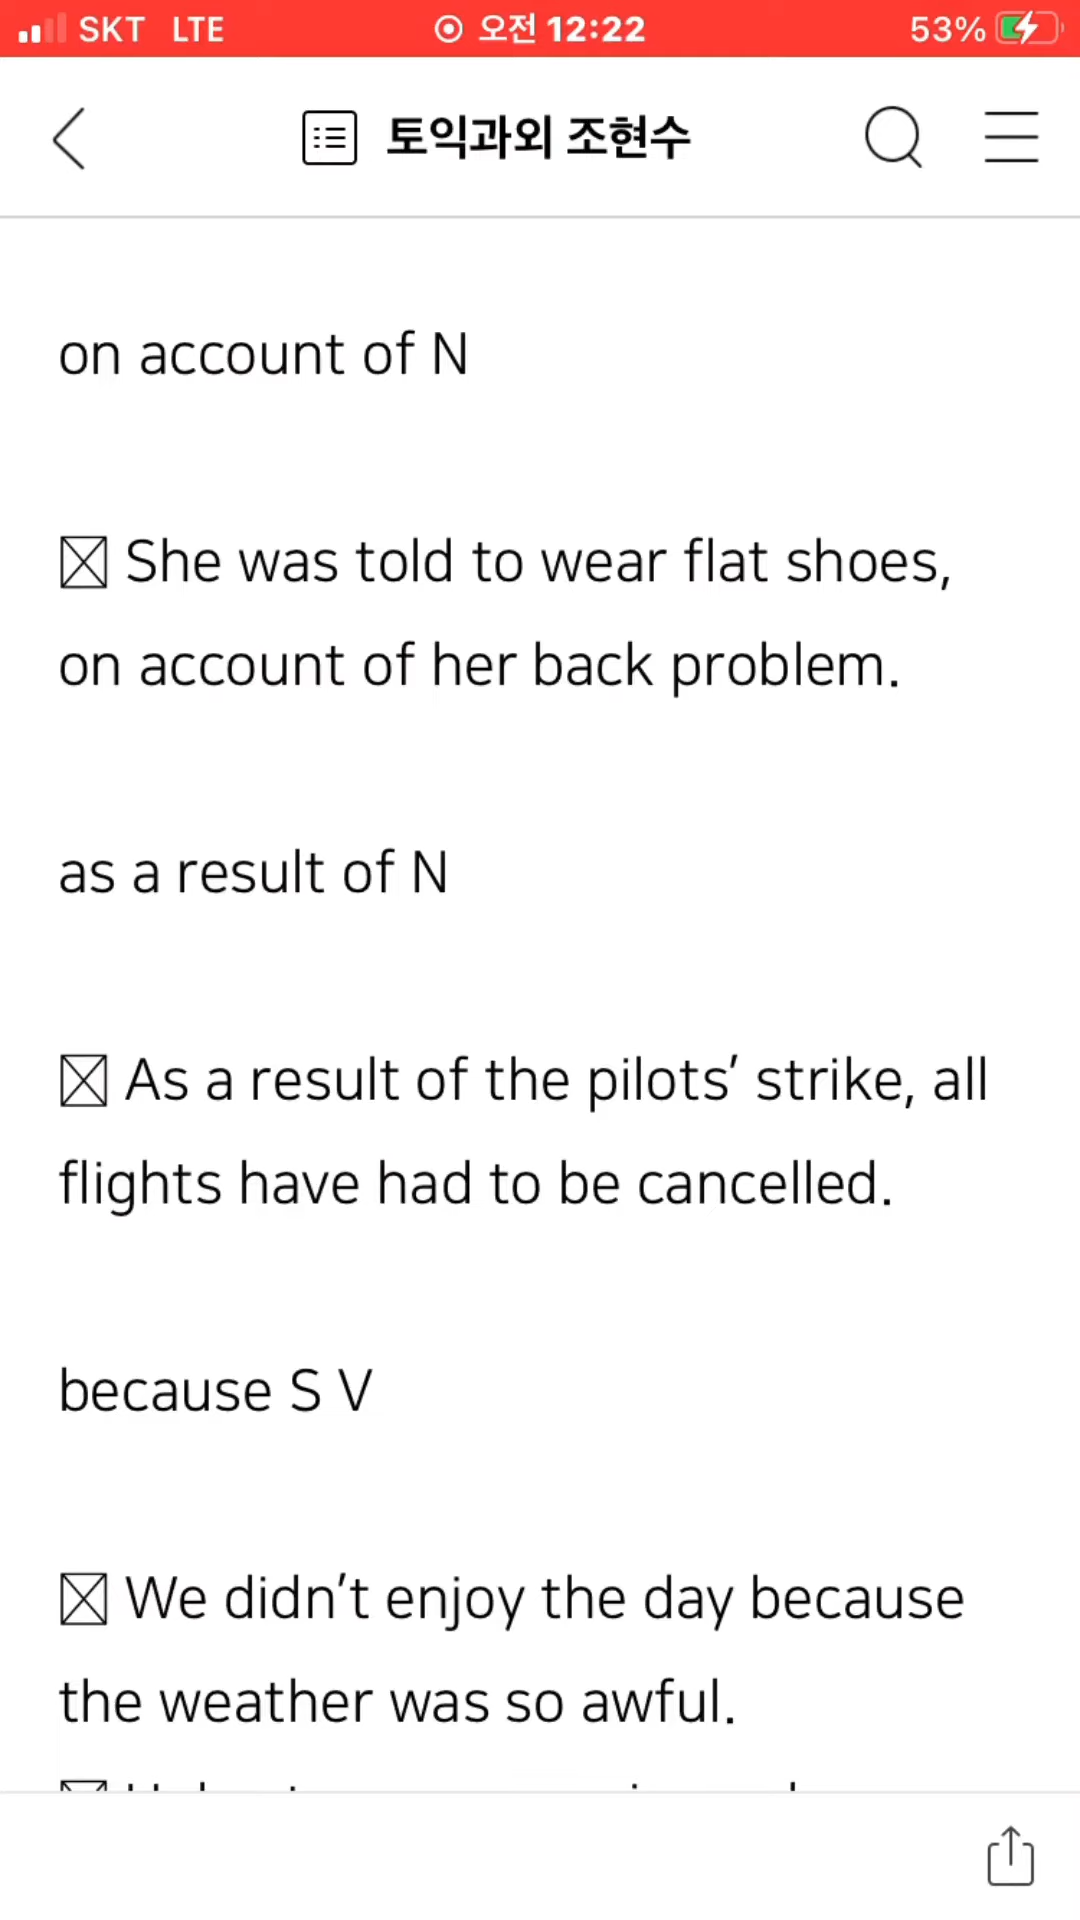 SKT LTE 오전 12:22 53%
토익과외 조현수
on account of N
She was told to wear flat shoes,
on account of her back problem.
as a result of N
As a result of the pilots’ strike, all
flights have had to be cancelled.
because S V
We didn’t enjoy the day because
the weather was so awful.